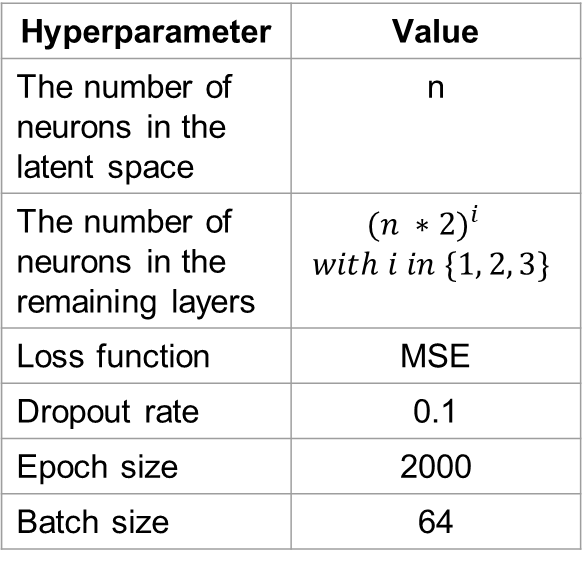 Hyperparameter Value
The number of neurons in the latent space n
The number of neurons in the remaining layers (n * 2)^i
with i in {1, 2, 3}
Loss function MSE
Dropout rate 0.1
Epoch size 2000
Batch size 64